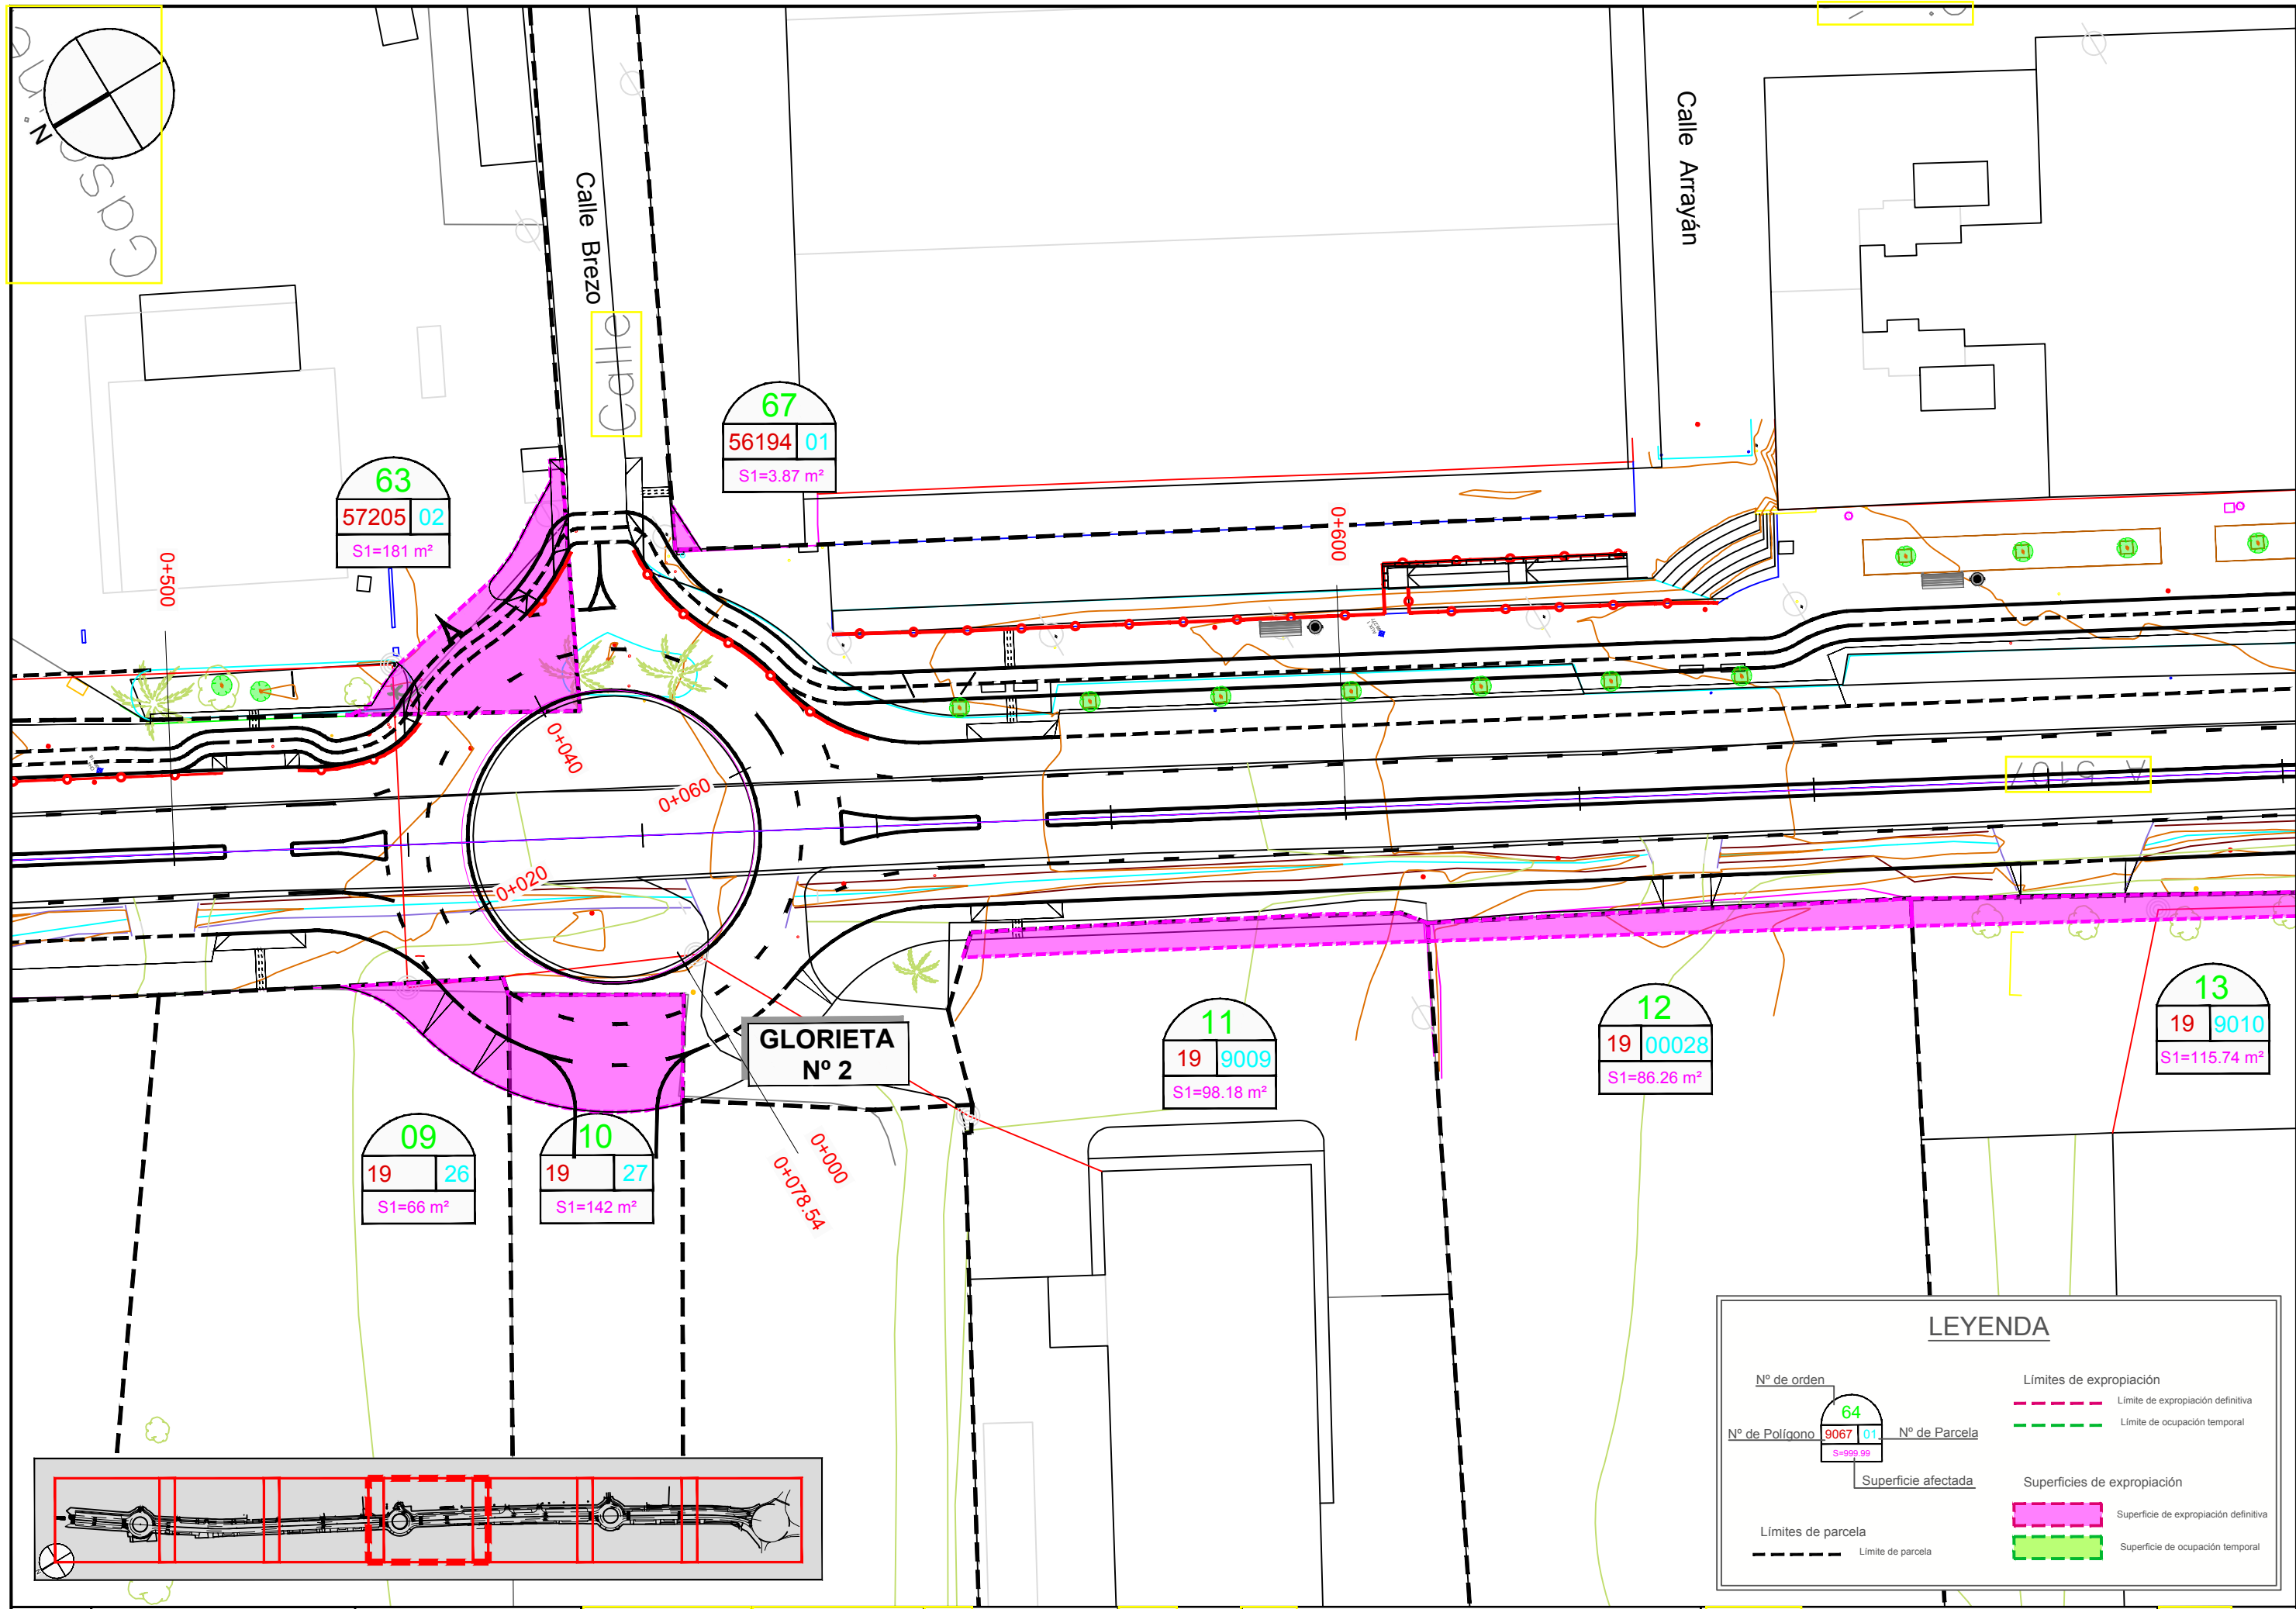 N
Casa
Calle Brezo
Calle
Calle Arrayán
67
56194 01
S1=3.87 m²
63
57205 02
S1=181 m²
0+500
0+600
0+040
0+060
0+020
A 5107
GLORIETA
Nº 2
0+000
0+078.54
09
19 26
S1=66 m²
10
19 27
S1=142 m²
11
19 9009
S1=98.18 m²
12
19 00028
S1=86.26 m²
13
19 9010
S1=115.74 m²
LEYENDA
Nº de orden
64
Nº de Polígono 9067 01 Nº de Parcela
S=999.99
Superficie afectada
Límites de parcela
Límite de parcela
Límites de expropiación
Límite de expropiación definitiva
Límite de ocupación temporal
Superficies de expropiación
Superficie de expropiación definitiva
Superficie de ocupación temporal